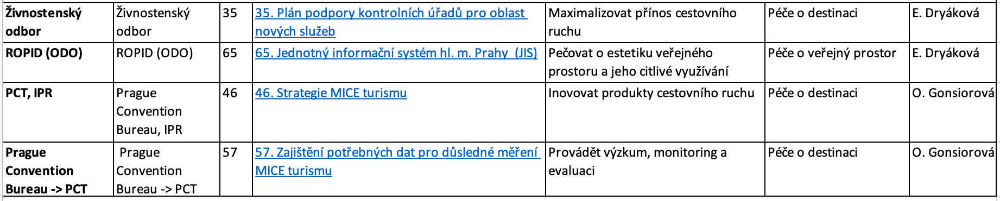 Živnostenský odbor
Živnostenský odbor
35
35. Plán podpory kontrolních úřadů pro oblast
nových služeb
Maximalizovat přínos cestovního
ruchu
Péče o destinaci
E. Dryáková
ROPID (ODO)
ROPID (ODO)
65
65. Jednotný informační systém hl. m. Prahy  (JIS)
Pečovat o estetiku veřejného
prostoru a jeho citlivé využívání
Péče o veřejný prostor
E. Dryáková
PCT, IPR
Prague
Convention
Bureau, IPR
46
46. Strategie MICE turismu
Inovovat produkty cestovního ruchu
Péče o destinaci
O. Gonsiorová
Prague
Convention
Bureau -> PCT
Prague
Convention
Bureau -> PCT
57
57. Zajištění potřebných dat pro důsledné měření
MICE turismu
Provádět výzkum, monitoring a
evaluaci
Péče o destinaci
O. Gonsiorová